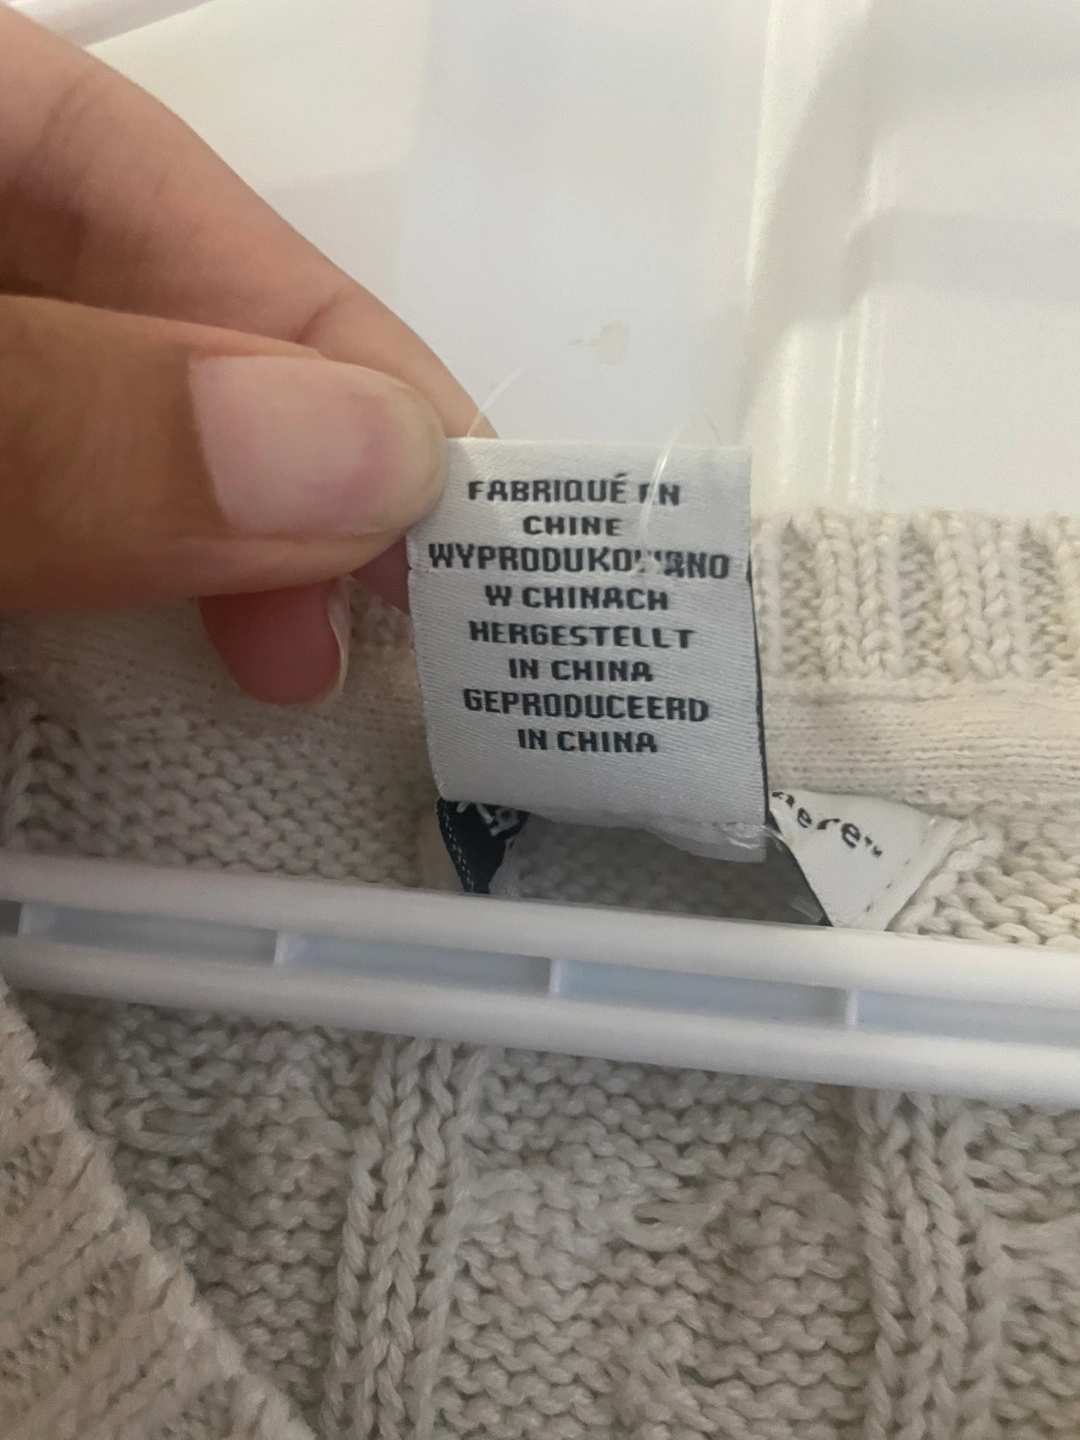 FABRIQUÉ EN
CHINE
WYPRODUKOWANO
W CHINACH
HERGESTELLT
IN CHINA
GEPRODUCEERD
IN CHINA